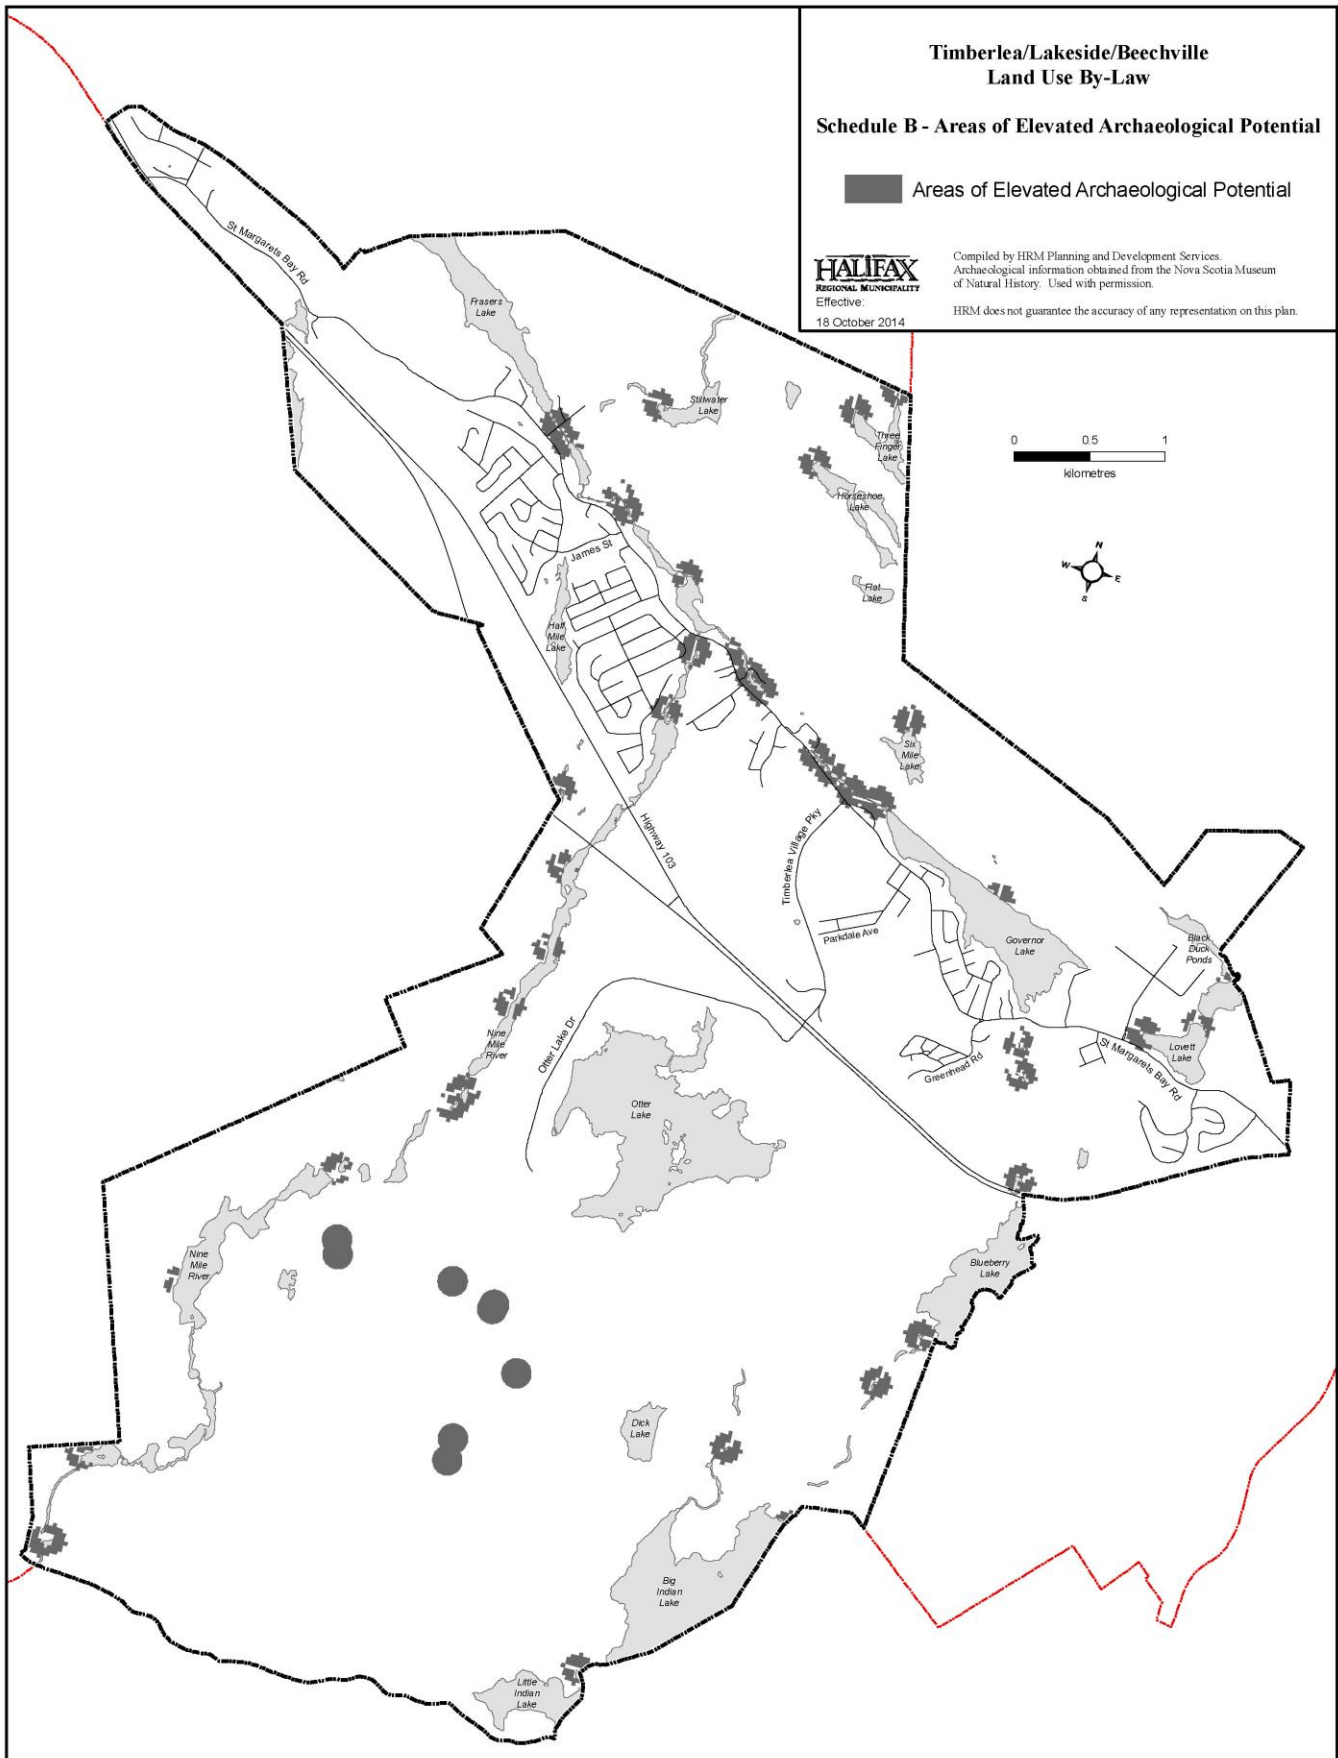 Timberlea/Lakeside/Beechville
Land Use By-Law
Schedule B - Areas of Elevated Archaeological Potential
Areas of Elevated Archaeological Potential
HALIFAX
REGIONAL MUNICIPALITY
Effective:
18 October 2014
Compiled by HRM Planning and Development Services.
Archaeological information obtained from the Nova Scotia Museum
of Natural History. Used with permission.
HRM does not guarantee the accuracy of any representation on this plan.
St Margarets Bay Rd
Frasers
Lake
Stillwater
Lake
Three
Finger
Lake
0 0.5 1
kilometres
Horseshoe
Lake
James St
N
W
E
S
Flat
Lake
Half
Mile
Lake
Six
Mile
Lake
Highway 103
Timberlea Village Pky
Parkdale Ave
Governor
Lake
Black
Duck
Ponds
Nine
Mile
River
Otter Lake Dr
Lovett
Lake
St Margarets Bay Rd
Greenhead Rd
Otter
Lake
Nine
Mile
River
Blueberry
Lake
Dick
Lake
Big
Indian
Lake
Little
Indian
Lake